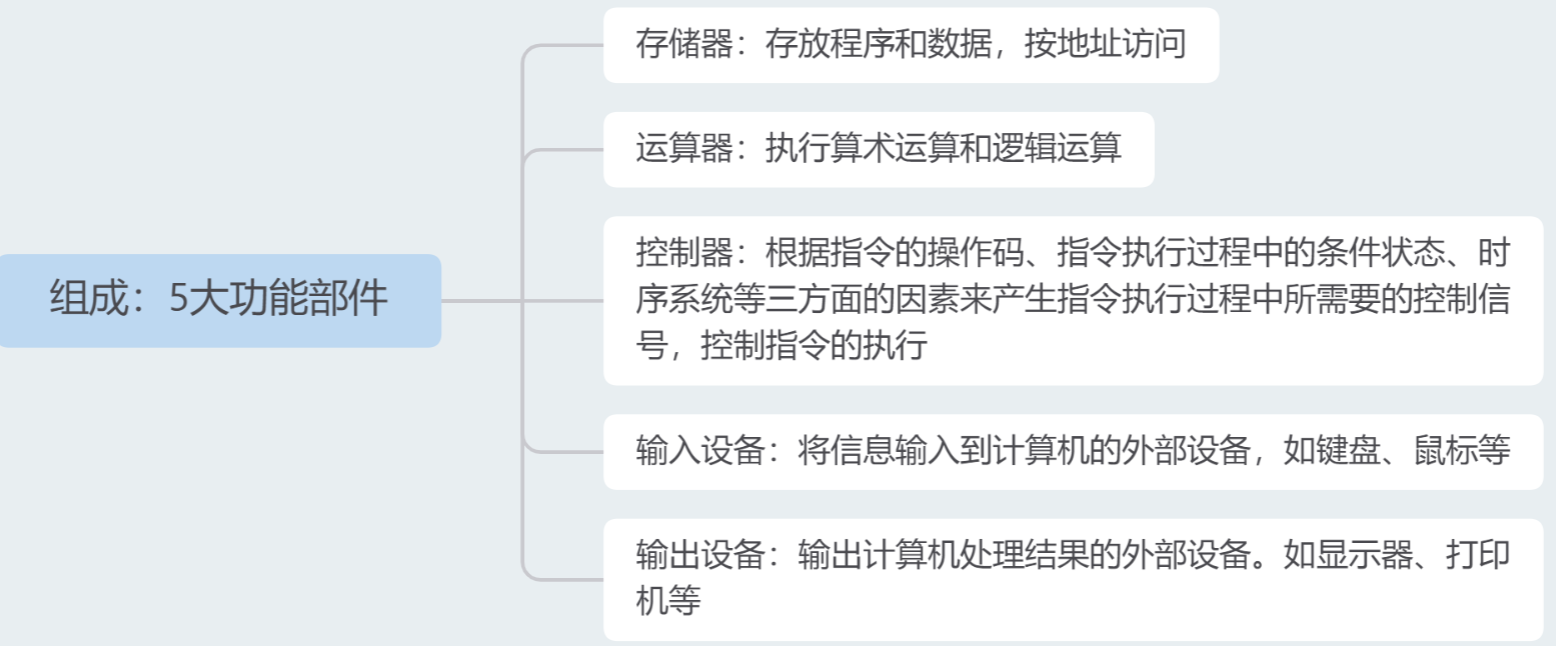 存储器：存放程序和数据，按地址访问
运算器：执行算术运算和逻辑运算
组成：5大功能部件
控制器：根据指令的操作码、指令执行过程中的条件状态、时
序系统等三方面的因素来产生指令执行过程中所需要的控制信
号，控制指令的执行
输入设备：将信息输入到计算机的外部设备，如键盘、鼠标等
输出设备：输出计算机处理结果的外部设备。如显示器、打印
机等